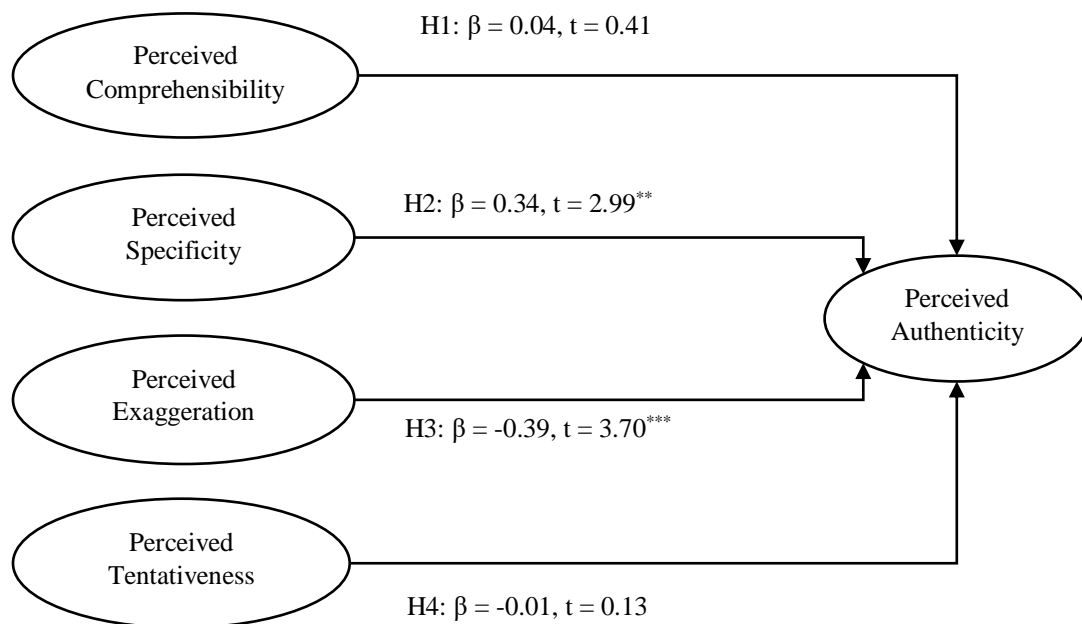 H1: β = 0.04, t = 0.41
Perceived
Comprehensibility
H2: β = 0.34, t = 2.99**
Perceived
Specificity
Perceived
Authenticity
Perceived
Exaggeration
H3: β = -0.39, t = 3.70***
Perceived
Tentativeness
H4: β = -0.01, t = 0.13